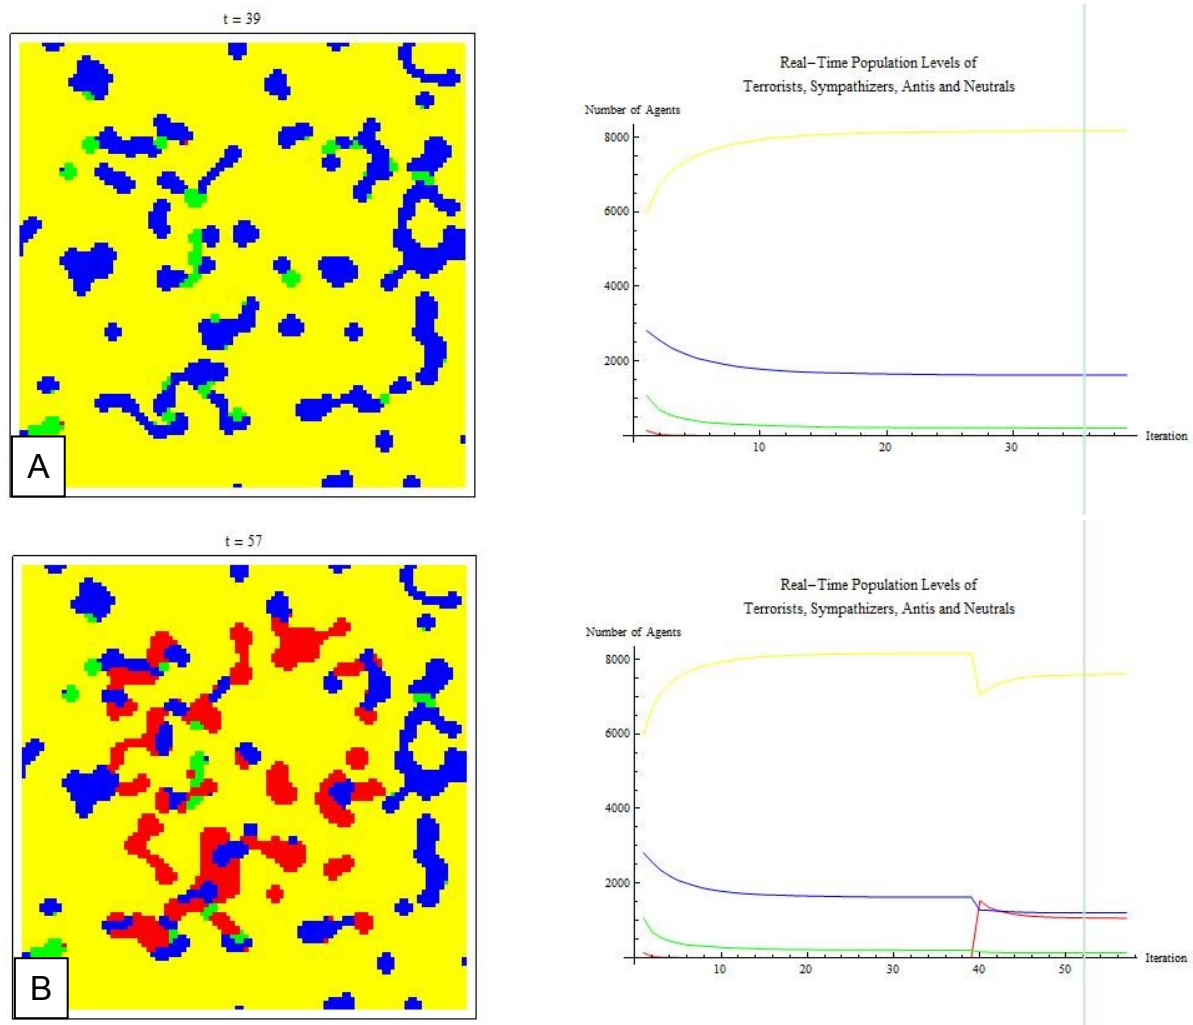 t = 39
Real–Time Population Levels of
Terrorists, Sympathizers, Antis and Neutrals
Number of Agents
8000
6000
4000
2000
10
20
30
Iteration
A
t = 57
Real–Time Population Levels of
Terrorists, Sympathizers, Antis and Neutrals
Number of Agents
8000
6000
4000
2000
10
20
30
40
50
Iteration
B